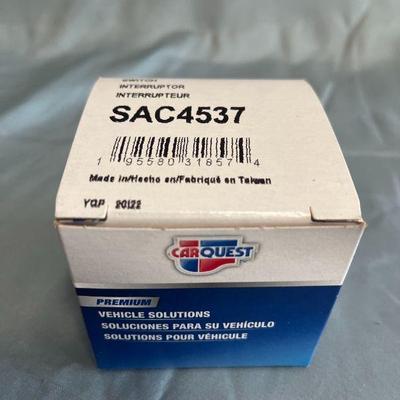 SWITCH
INTERRUPTOR
INTERRUPTEUR
SAC4537
1 95580 31857 4
Made in/Hecho en/Fabriqué en Taiwan
YQP 20122
CARQUEST
PREMIUM
VEHICLE SOLUTIONS
SOLUCIONES PARA SU VEHÍCULO
SOLUTIONS POUR VÉHICULE